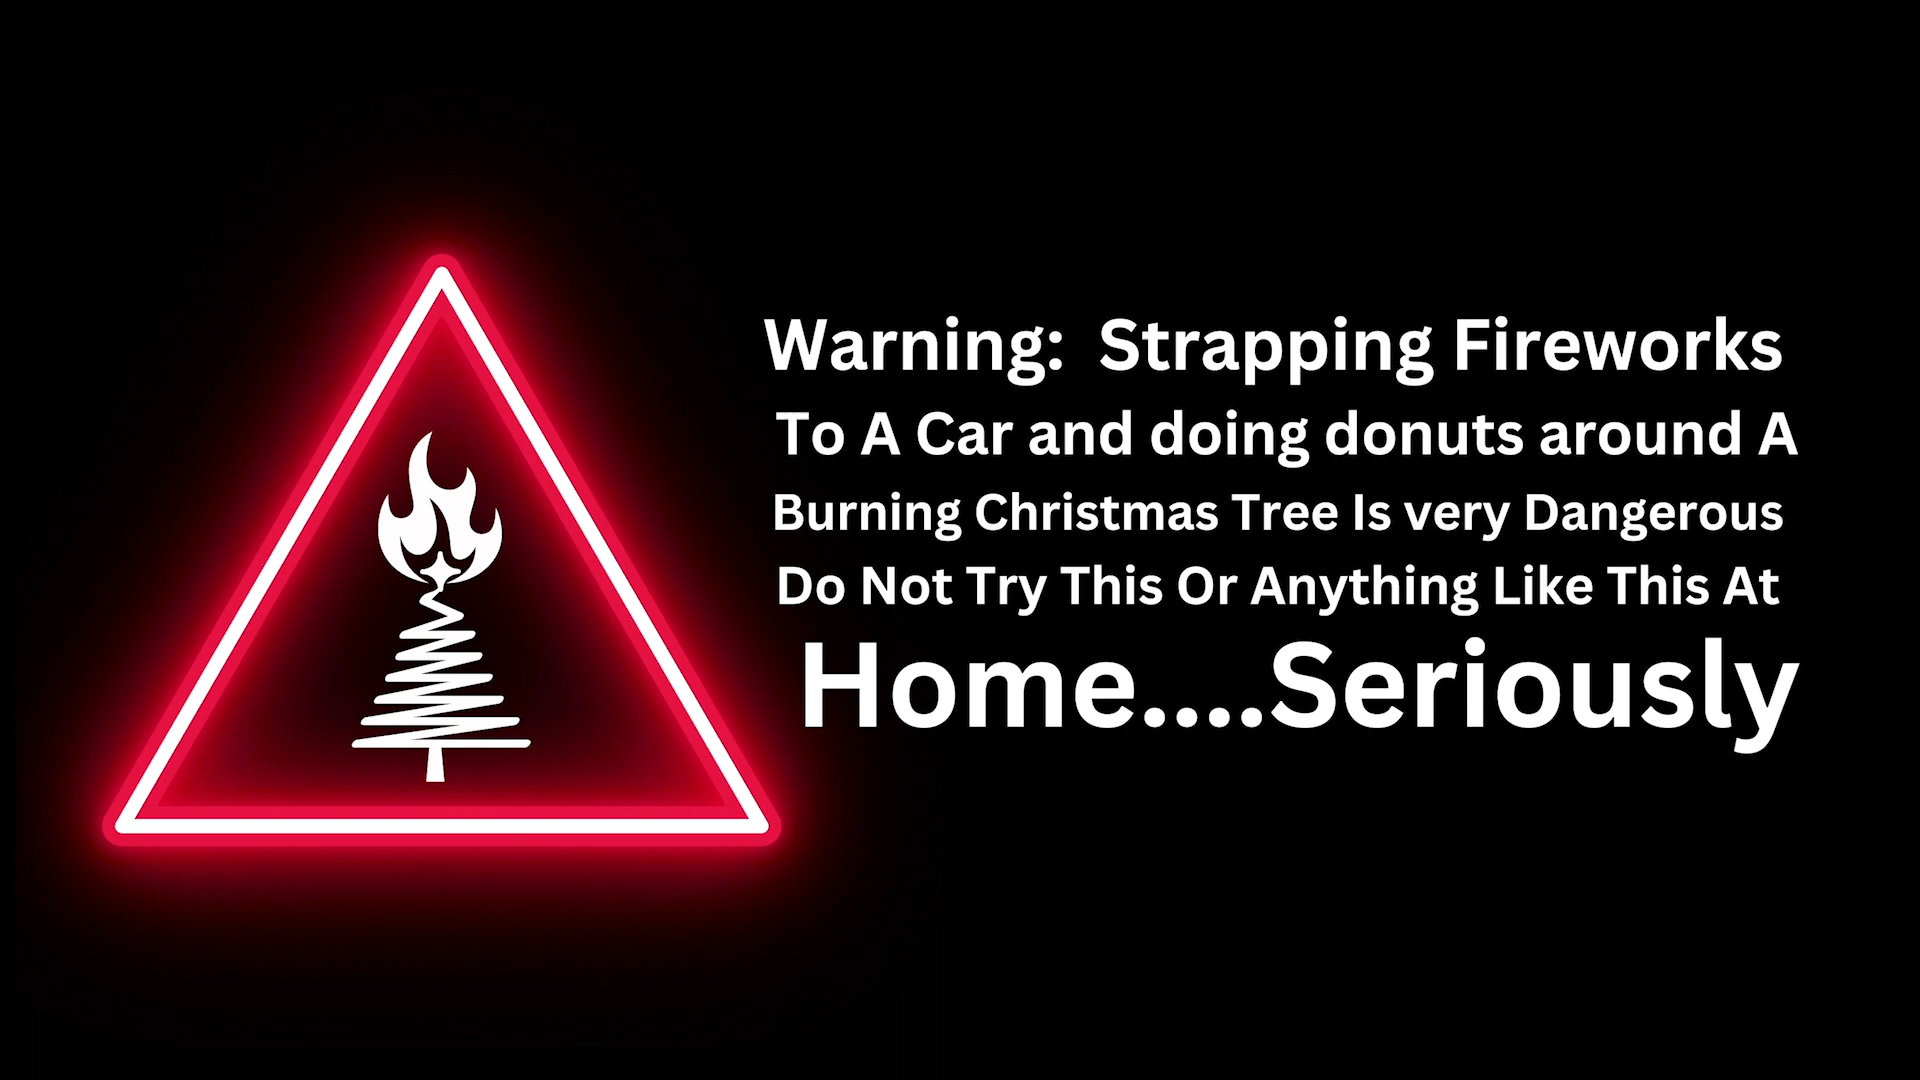 Warning:  Strapping Fireworks
To A Car and doing donuts around A
Burning Christmas Tree Is very Dangerous
Do Not Try This Or Anything Like This At
Home....Seriously